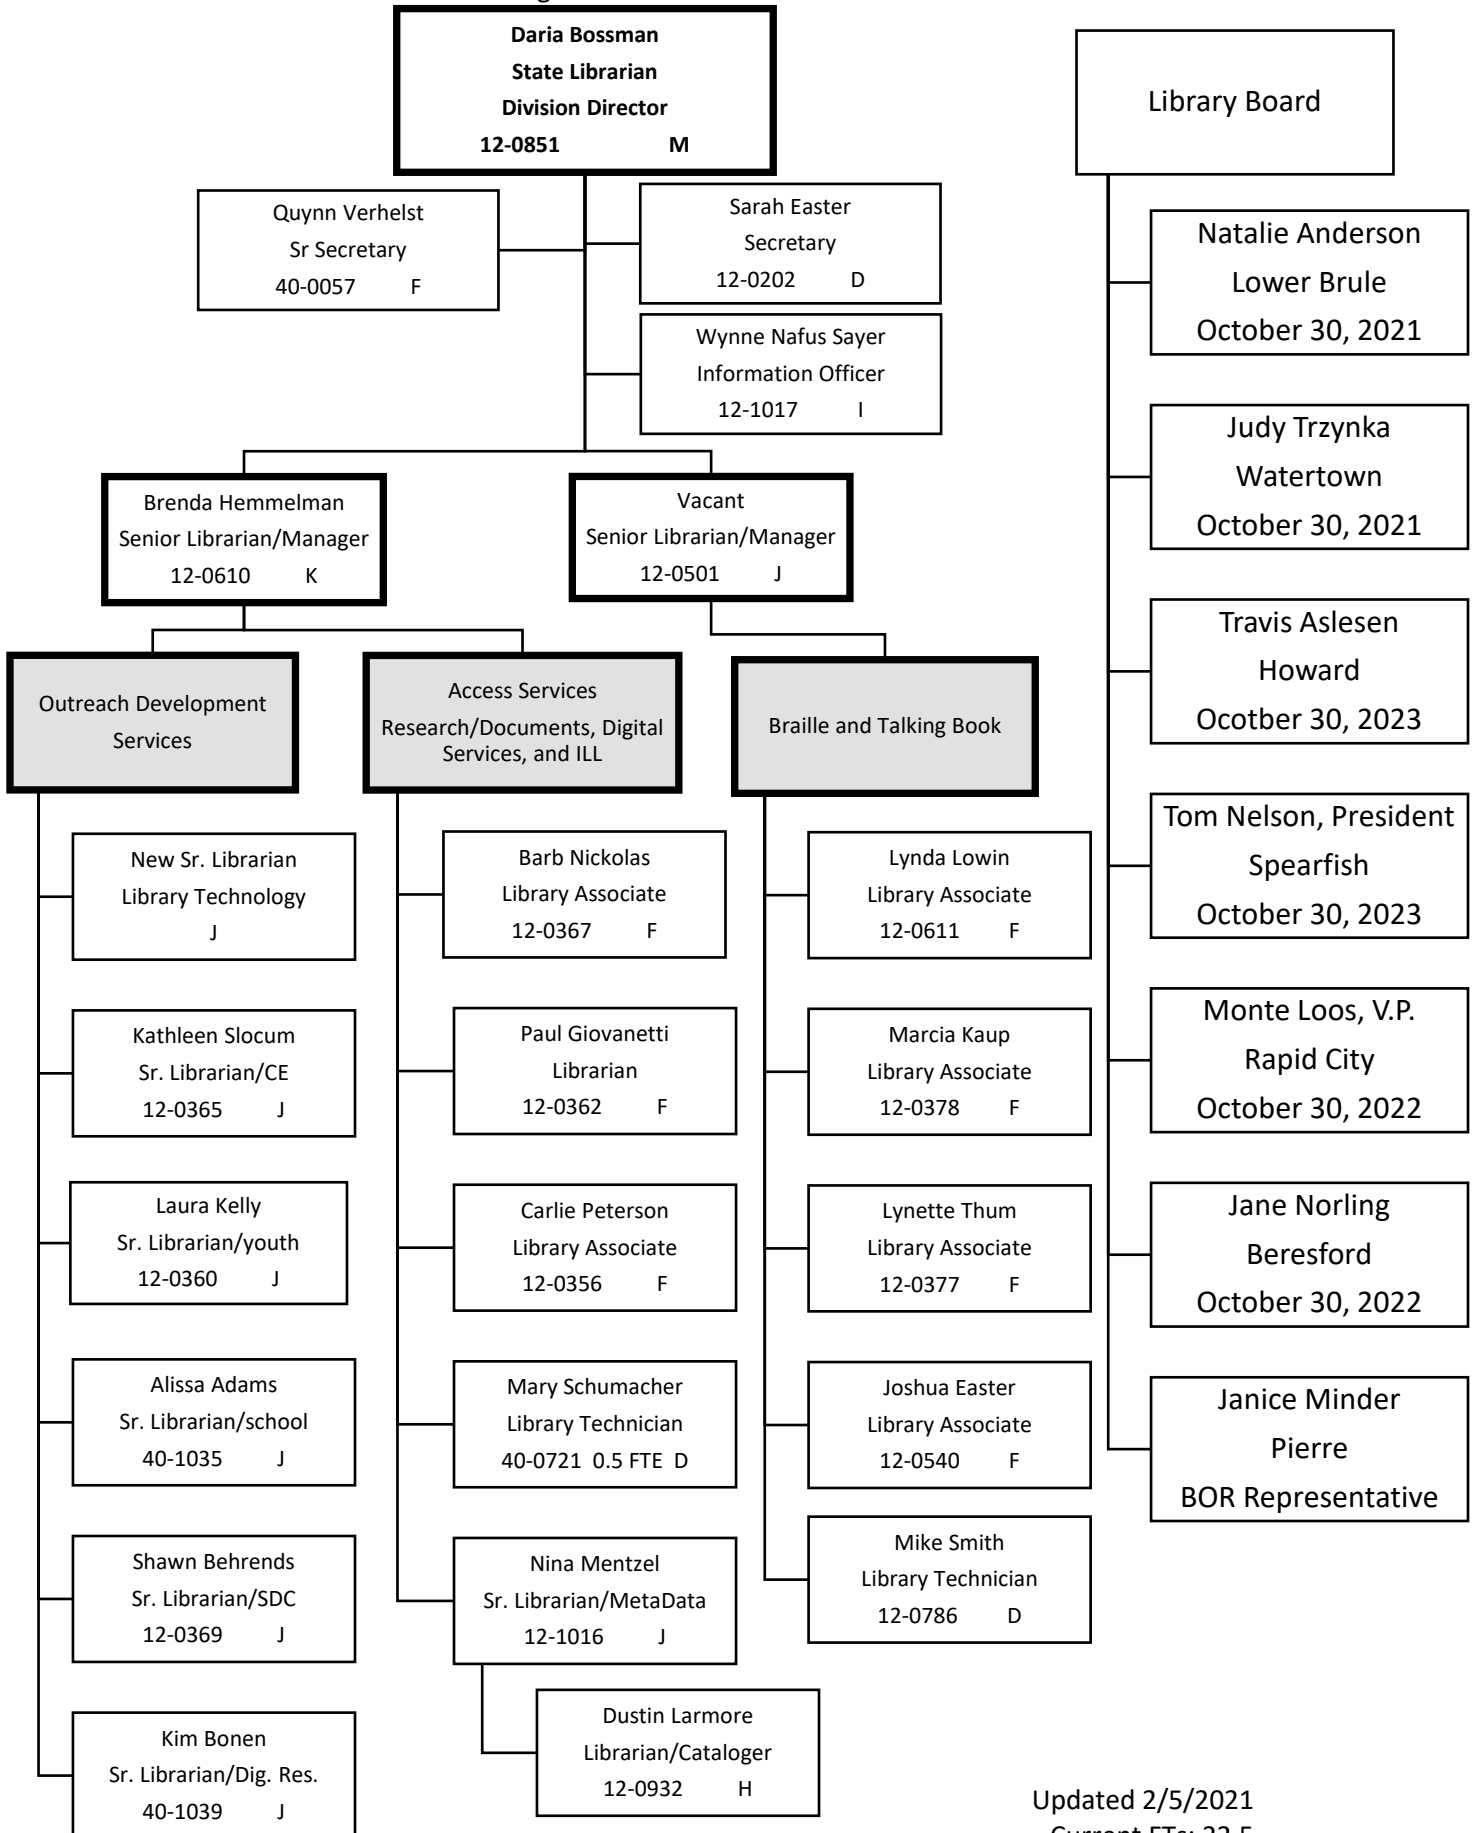 Daria Bossman
State Librarian
Division Director
12-0851 M
Library Board
Quynn Verhelst
Sr Secretary
40-0057 F
Sarah Easter
Secretary
12-0202 D
Wynne Nafus Sayer
Information Officer
12-1017 I
Brenda Hemmelman
Senior Librarian/Manager
12-0610 K
Vacant
Senior Librarian/Manager
12-0501 J
Outreach Development
Services
New Sr. Librarian
Library Technology
J
Kathleen Slocum
Sr. Librarian/CE
12-0365 J
Laura Kelly
Sr. Librarian/youth
12-0360 J
Alissa Adams
Sr. Librarian/school
40-1035 J
Shawn Behrends
Sr. Librarian/SDC
12-0369 J
Kim Bonen
Sr. Librarian/Dig. Res.
40-1039 J
Access Services
Research/Documents, Digital
Services, and ILL
Barb Nickolas
Library Associate
12-0367 F
Paul Giovanetti
Librarian
12-0362 F
Carlie Peterson
Library Associate
12-0356 F
Mary Schumacher
Library Technician
40-0721 0.5 FTE D
Nina Mentzel
Sr. Librarian/MetaData
12-1016 J
Dustin Larmore
Librarian/Cataloger
12-0932 H
Braille and Talking Book
Lynda Lowin
Library Associate
12-0611 F
Marcia Kaup
Library Associate
12-0378 F
Lynette Thum
Library Associate
12-0377 F
Joshua Easter
Library Associate
12-0540 F
Mike Smith
Library Technician
12-0786 D
Natalie Anderson
Lower Brule
October 30, 2021
Judy Trzynka
Watertown
October 30, 2021
Travis Aslesen
Howard
Ocotber 30, 2023
Tom Nelson, President
Spearfish
October 30, 2023
Monte Loos, V.P.
Rapid City
October 30, 2022
Jane Norling
Beresford
October 30, 2022
Janice Minder
Pierre
BOR Representative
Updated 2/5/2021